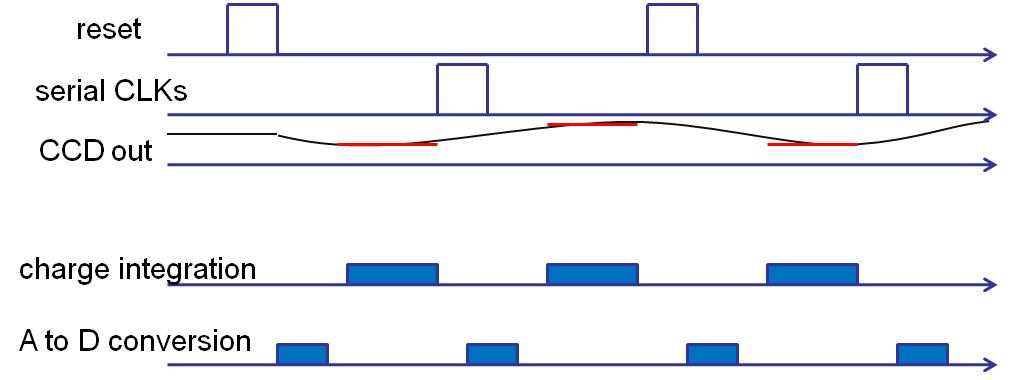 reset
serial CLKs
CCD out
charge integration
A to D conversion